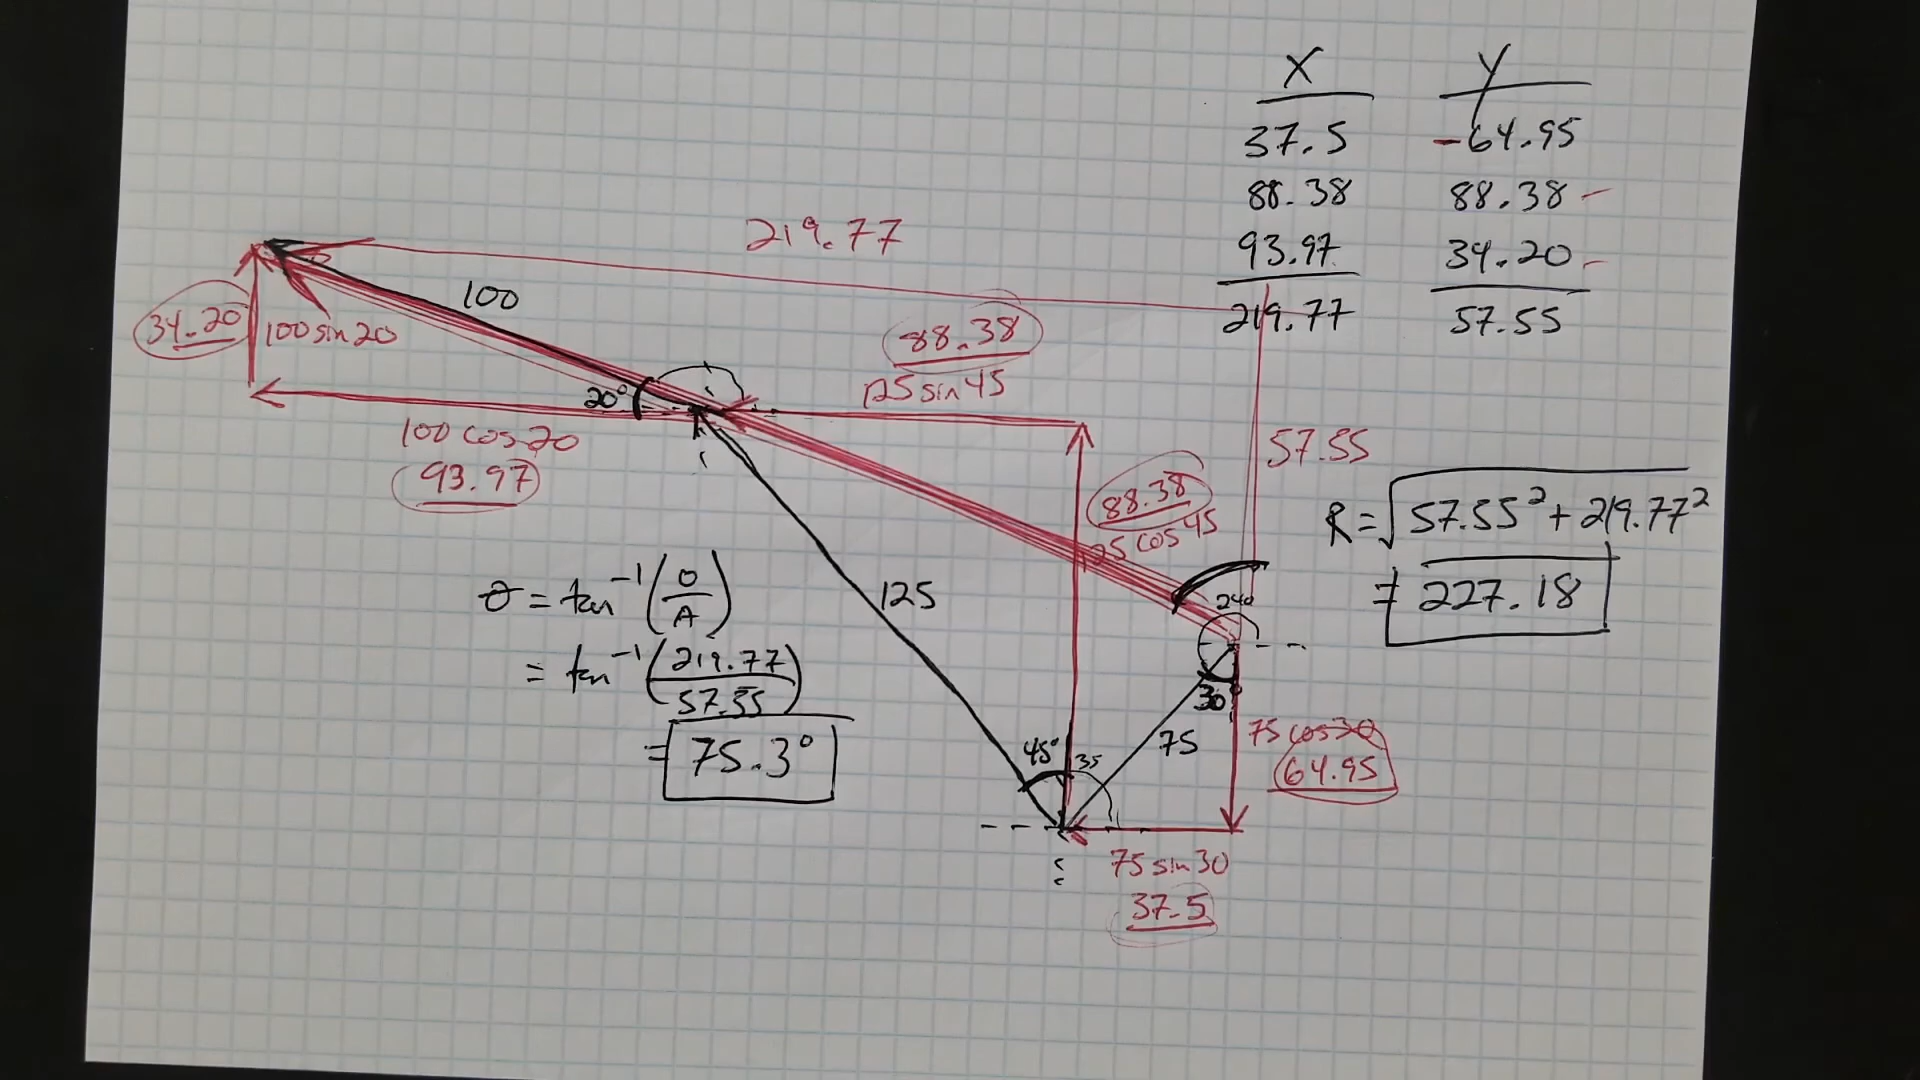 X Y
37.5 -64.95
88.38 88.38 -
93.97 34.20 -
219.77 57.55
219.77
100
34.20
100 sin 20
88.38
125 sin 45
20°
100 cos 20
93.97
57.55
88.38
125 cos 45
R = √57.55² + 219.77²
= 227.18
125
θ = tan⁻¹(O/A)
= tan⁻¹(219.77/57.55)
= 75.3°
240
30°
75 cos 30
64.95
75
45°
35
75 sin 30
37.5